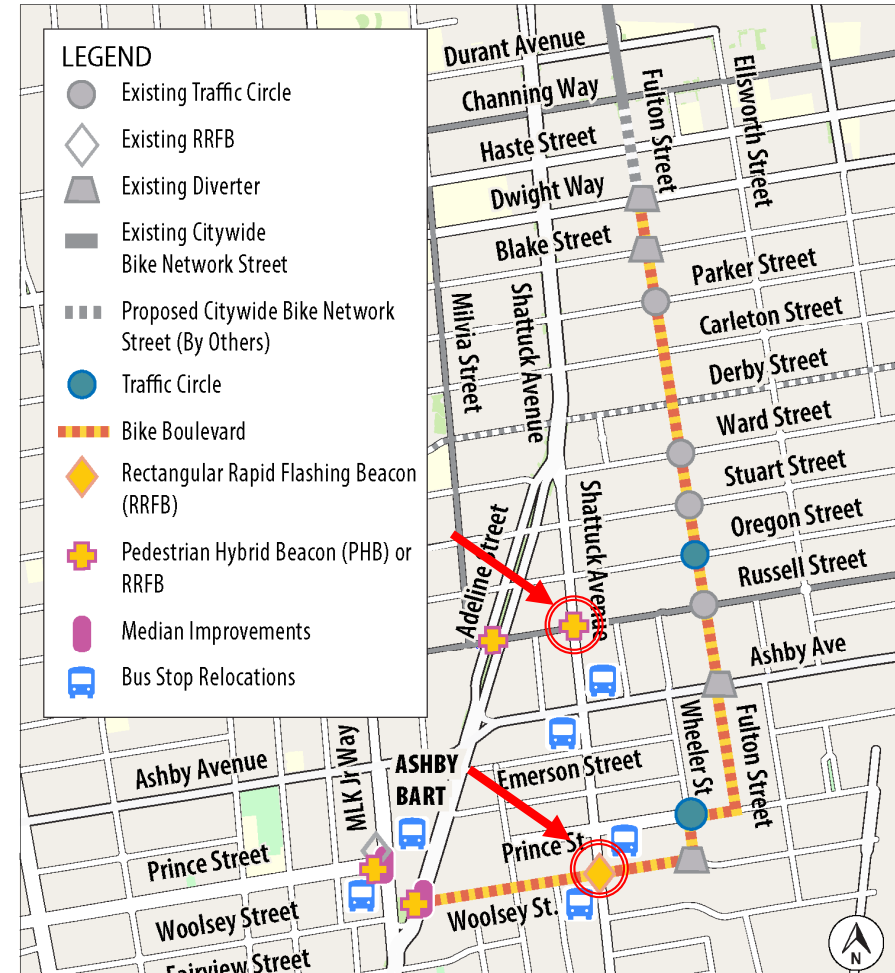 LEGEND
Existing Traffic Circle
Existing RRFB
Existing Diverter
Existing Citywide
Bike Network Street
Proposed Citywide Bike Network
Street (By Others)
Traffic Circle
Bike Boulevard
Rectangular Rapid Flashing Beacon
(RRFB)
Pedestrian Hybrid Beacon (PHB) or
RRFB
Median Improvements
Bus Stop Relocations
Durant Avenue
Channing Way
Haste Street
Dwight Way
Blake Street
Fulton Street
Ellsworth Street
Parker Street
Carleton Street
Derby Street
Ward Street
Stuart Street
Oregon Street
Russell Street
Ashby Ave
Milvia Street
Shattuck Avenue
Shattuck Avenue
Adeline Street
Wheeler St
Fulton Street
Emerson Street
Prince St.
Woolsey St.
ASHBY
BART
MLK Jr Way
Ashby Avenue
Prince Street
Woolsey Street
Fairview Street
N